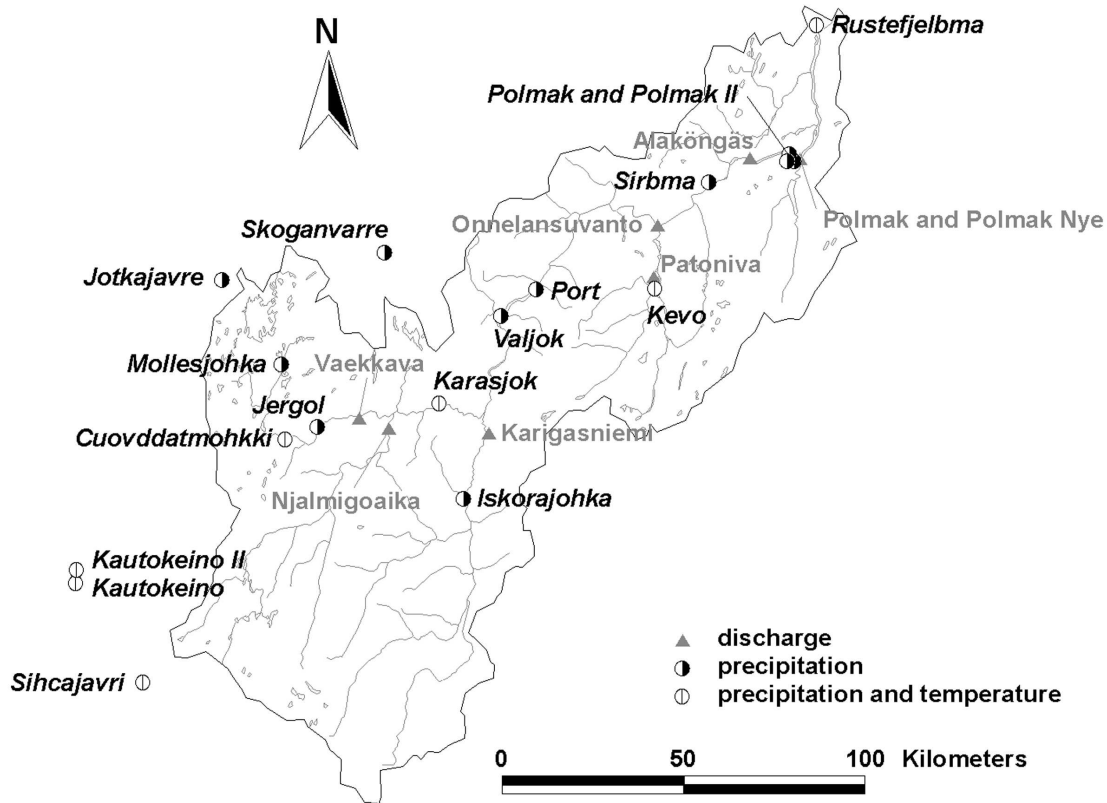 N
Rustefjelbma
Polmak and Polmak II
Alaköngäs
Sirbma
Onnelansuvanto
Polmak and Polmak Nye
Skoganvarre
Patoniva
Jotkajavre
Port
Kevo
Valjok
Mollesjohka
Vaekkava
Karasjok
Jergol
Cuovddatmohkki
Karigasniemi
Njalmigoaika
Iskorajohka
Kautokeino II
Kautokeino
discharge
precipitation
precipitation and temperature
Sihcajavri
0 50 100 Kilometers